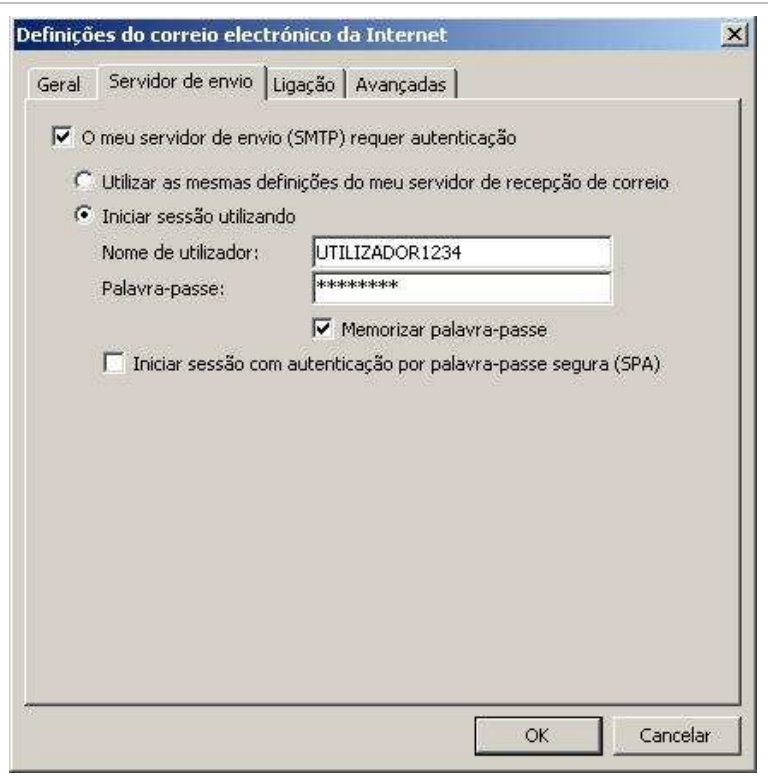 Definições do correio electrónico da Internet
Geral Servidor de envio Ligação Avançadas
O meu servidor de envio (SMTP) requer autenticação
Utilizar as mesmas definições do meu servidor de recepção de correio
Iniciar sessão utilizando
Nome de utilizador: UTILIZADOR1234
Palavra-passe: ********
Memorizar palavra-passe
Iniciar sessão com autenticação por palavra-passe segura (SPA)
OK Cancelar